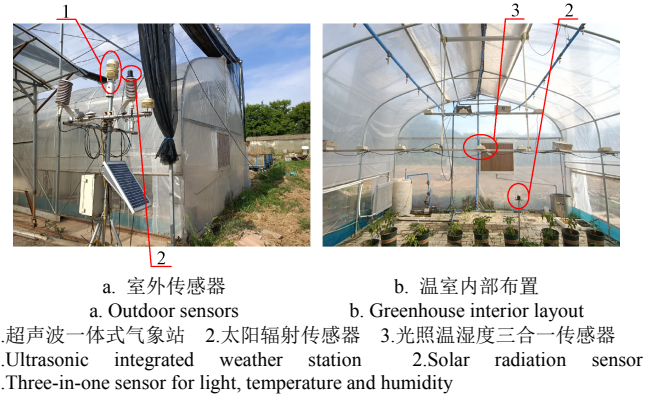 1
3
2
2
a. 室外传感器
b. 温室内部布置
a. Outdoor sensors
b. Greenhouse interior layout
.超声波一体式气象站 2.太阳辐射传感器 3.光照温湿度三合一传感器
.Ultrasonic integrated weather station 2.Solar radiation sensor
.Three-in-one sensor for light, temperature and humidity